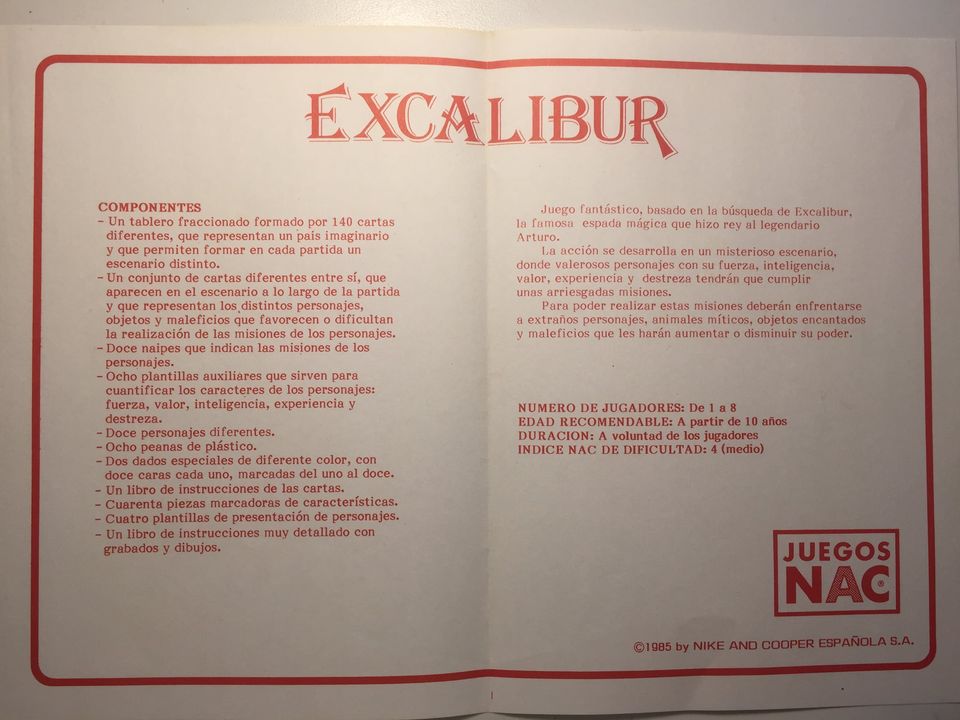 EXCALIBUR
COMPONENTES
- Un tablero fraccionado formado por 140 cartas
diferentes, que representan un país imaginario
y que permiten formar en cada partida un
escenario distinto.
- Un conjunto de cartas diferentes entre sí, que
aparecen en el escenario a lo largo de la partida
y que representan los distintos personajes,
objetos y maleficios que favorecen o dificultan
la realización de las misiones de los personajes.
- Doce naipes que indican las misiones de los
personajes.
- Ocho plantillas auxiliares que sirven para
cuantificar los caracteres de los personajes:
fuerza, valor, inteligencia, experiencia y
destreza.
- Doce personajes diferentes.
- Ocho peanas de plástico.
- Dos dados especiales de diferente color, con
doce caras cada uno, marcadas del uno al doce.
- Un libro de instrucciones de las cartas.
- Cuarenta piezas marcadoras de características.
- Cuatro plantillas de presentación de personajes.
- Un libro de instrucciones muy detallado con
grabados y dibujos.
Juego fantástico, basado en la búsqueda de Excalibur,
la famosa espada mágica que hizo rey al legendario
Arturo.
La acción se desarrolla en un misterioso escenario,
donde valerosos personajes con su fuerza, inteligencia,
valor, experiencia y destreza tendrán que cumplir
unas arriesgadas misiones.
Para poder realizar estas misiones deberán enfrentarse
a extraños personajes, animales míticos, objetos encantados
y maleficios que les harán aumentar o disminuir su poder.
NUMERO DE JUGADORES: De 1 a 8
EDAD RECOMENDABLE: A partir de 10 años
DURACION: A voluntad de los jugadores
INDICE NAC DE DIFICULTAD: 4 (medio)
JUEGOS
NAC®
©1985 by NIKE AND COOPER ESPAÑOLA S.A.
1